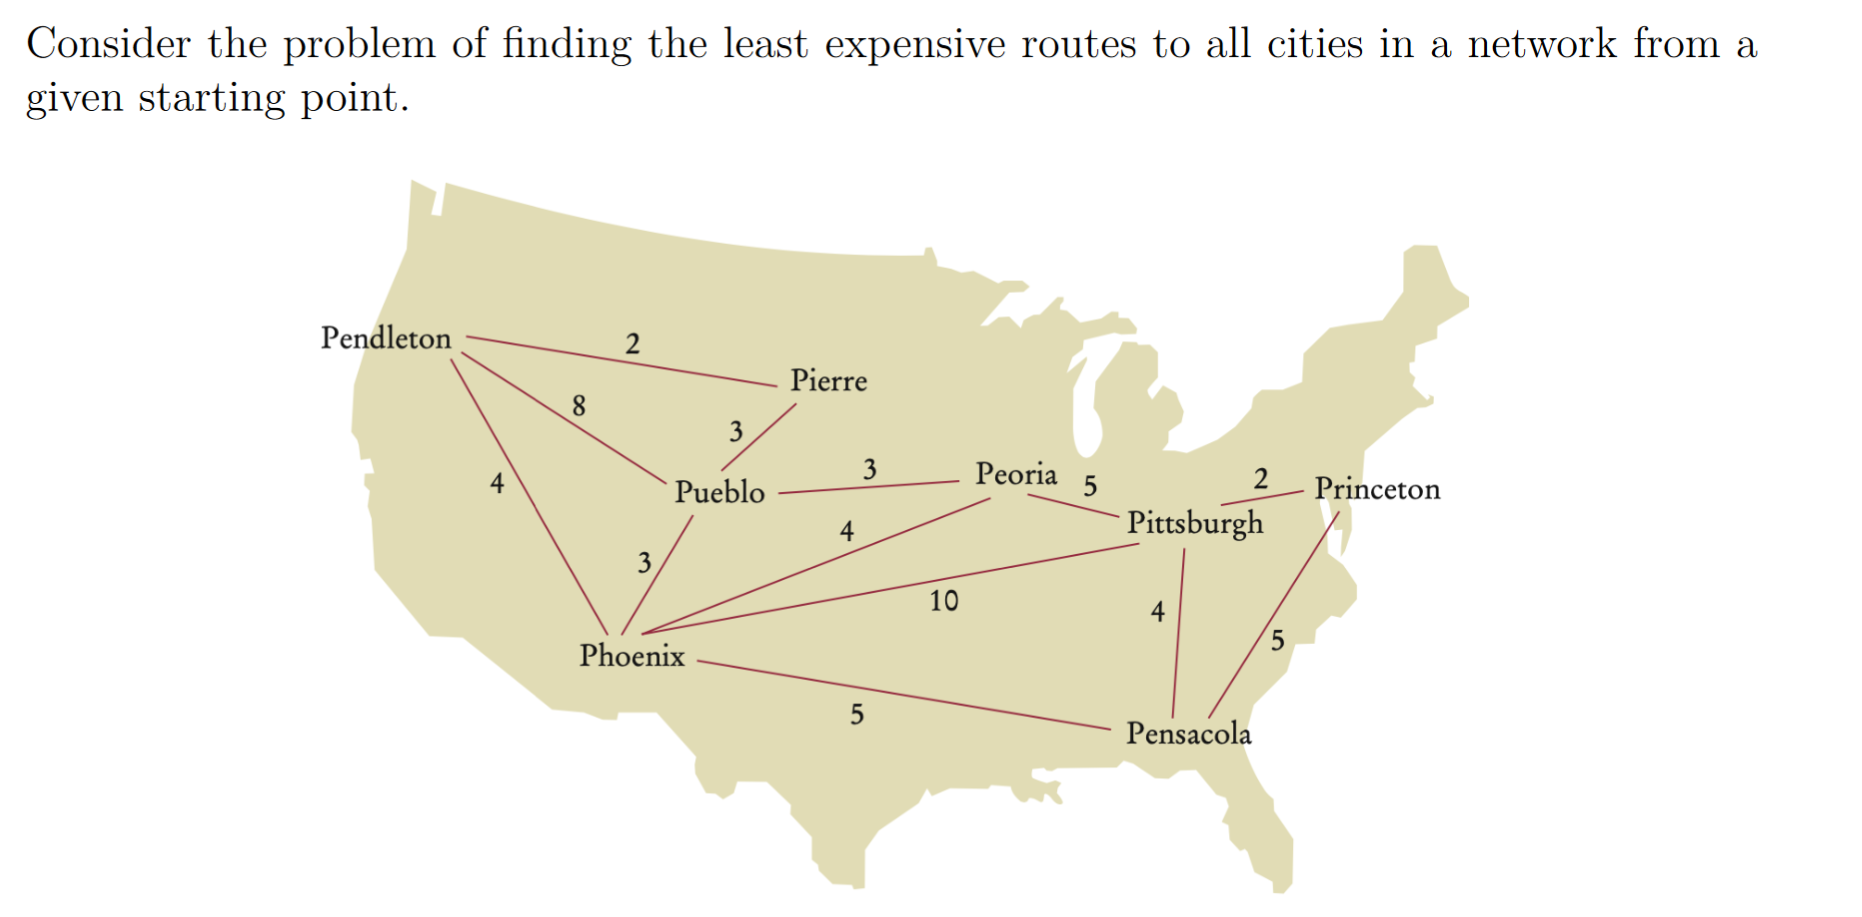 Consider the problem of finding the least expensive routes to all cities in a network from a
given starting point.
Pendleton
2
Pierre
8
3
4
Pueblo
3
Peoria
5
2
Princeton
Pittsburgh
4
3
10
4
5
Phoenix
5
Pensacola